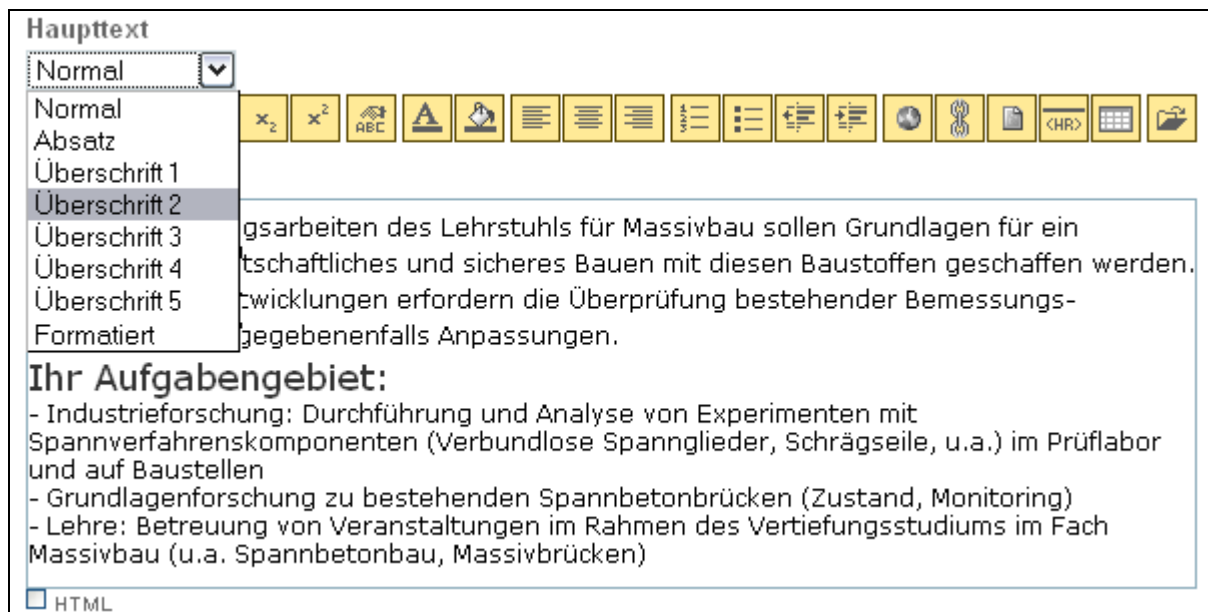 Haupttext
Normal
Normal
Absatz
Überschrift 1
Überschrift 2
Überschrift 3
Überschrift 4
Überschrift 5
Formatiert
x₂ x² ABC A <HR>
gsarbeiten des Lehrstuhls für Massivbau sollen Grundlagen für ein
tschaftliches und sicheres Bauen mit diesen Baustoffen geschaffen werden.
twicklungen erfordern die Überprüfung bestehender Bemessungs-
gegebenenfalls Anpassungen.
Ihr Aufgabengebiet:
- Industrieforschung: Durchführung und Analyse von Experimenten mit
Spannverfahrenskomponenten (Verbundlose Spannglieder, Schrägseile, u.a.) im Prüflabor
und auf Baustellen
- Grundlagenforschung zu bestehenden Spannbetonbrücken (Zustand, Monitoring)
- Lehre: Betreuung von Veranstaltungen im Rahmen des Vertiefungsstudiums im Fach
Massivbau (u.a. Spannbetonbau, Massivbrücken)
HTML